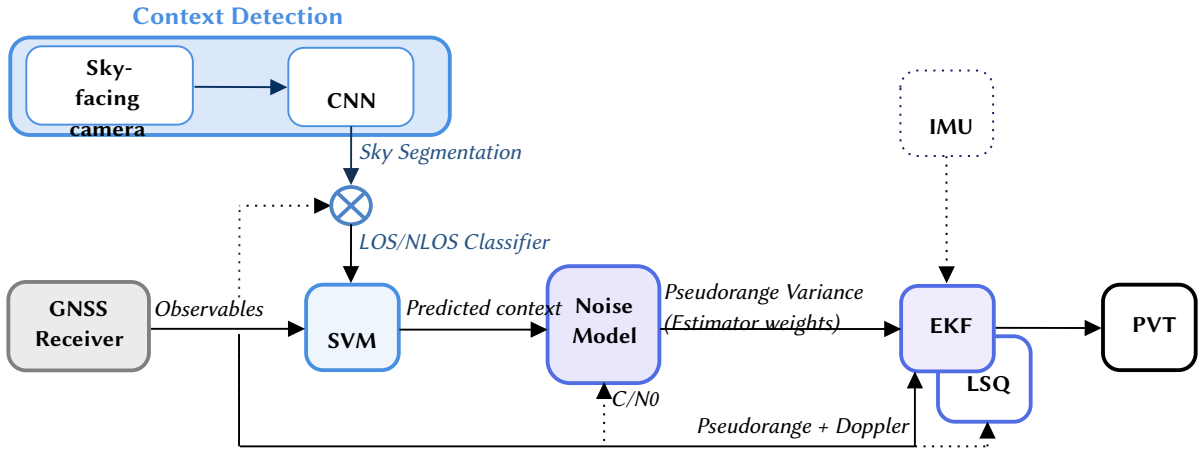 Context Detection
Sky-
facing
camera
CNN
IMU
Sky Segmentation
LOS/NLOS Classifier
GNSS
Receiver
Observables
SVM
Predicted context
Noise
Model
Pseudorange Variance
(Estimator weights)
EKF
PVT
LSQ
C/N0
Pseudorange + Doppler